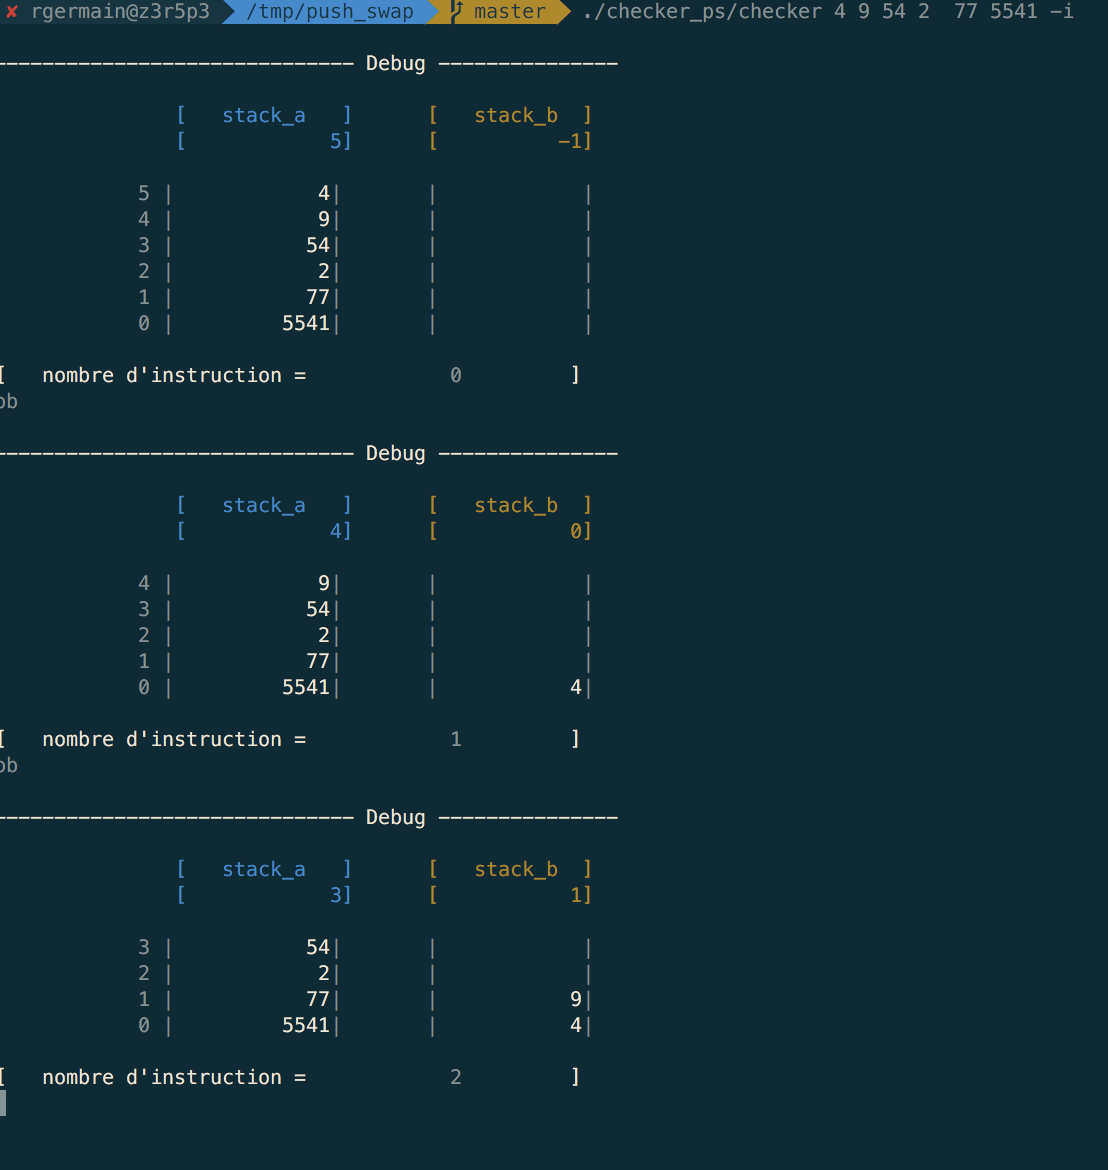 ✘ rgermain@z3r5p3 /tmp/push_swap master ./checker_ps/checker 4 9 54 2  77 5541 -i
------------------------------ Debug ---------------
[   stack_a   ] [   stack_b  ]
[ 5] [ -1]
5 | 4| | |
4 | 9| | |
3 | 54| | |
2 | 2| | |
1 | 77| | |
0 | 5541| | |
[   nombre d'instruction = 0 ]
pb
------------------------------ Debug ---------------
[   stack_a   ] [   stack_b  ]
[ 4] [ 0]
4 | 9| | |
3 | 54| | |
2 | 2| | |
1 | 77| | |
0 | 5541| | 4|
[   nombre d'instruction = 1 ]
pb
------------------------------ Debug ---------------
[   stack_a   ] [   stack_b  ]
[ 3] [ 1]
3 | 54| | |
2 | 2| | |
1 | 77| | 9|
0 | 5541| | 4|
[   nombre d'instruction = 2 ]